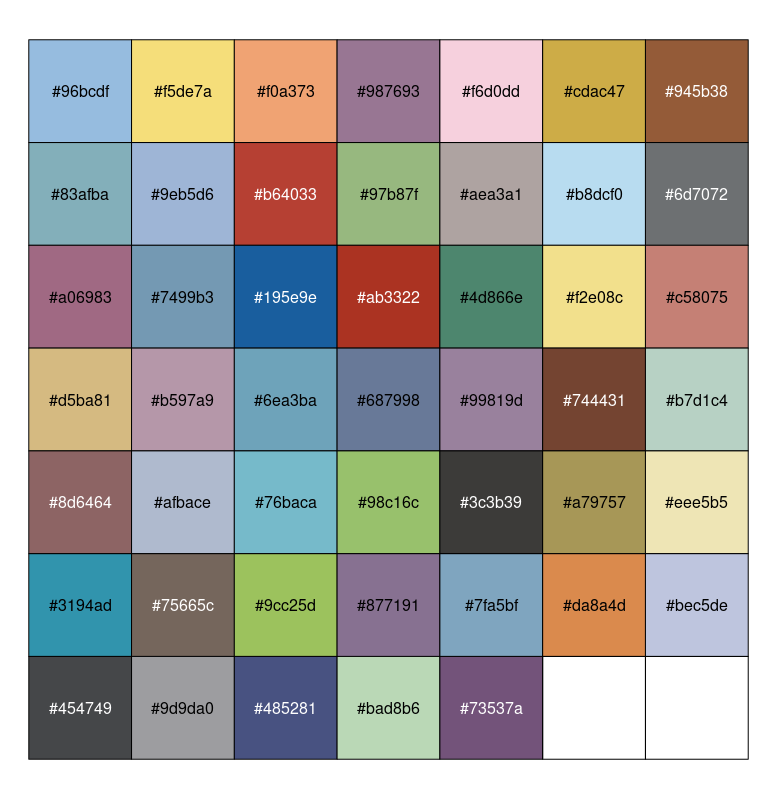 #96bcdf #f5de7a #f0a373 #987693 #f6d0dd #cdac47 #945b38
#83afba #9eb5d6 #b64033 #97b87f #aea3a1 #b8dcf0 #6d7072
#a06983 #7499b3 #195e9e #ab3322 #4d866e #f2e08c #c58075
#d5ba81 #b597a9 #6ea3ba #687998 #99819d #744431 #b7d1c4
#8d6464 #afbace #76baca #98c16c #3c3b39 #a79757 #eee5b5
#3194ad #75665c #9cc25d #877191 #7fa5bf #da8a4d #bec5de
#454749 #9d9da0 #485281 #bad8b6 #73537a